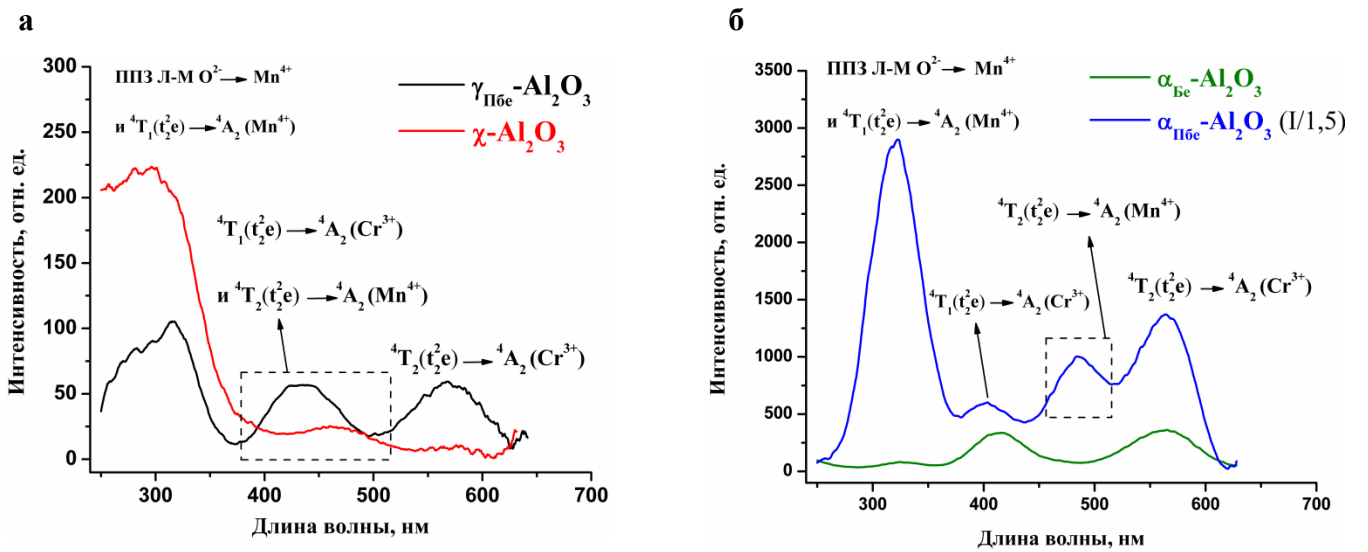 а
ППЗ Л-М O²⁻ → Mn⁴⁺
и ⁴T₁(t₂²e) → ⁴A₂ (Mn⁴⁺)
γПбе-Al₂O₃
χ-Al₂O₃
⁴T₁(t₂²e) → ⁴A₂ (Cr³⁺)
и ⁴T₂(t₂²e) → ⁴A₂ (Mn⁴⁺)
⁴T₂(t₂²e) → ⁴A₂ (Cr³⁺)
Интенсивность, отн. ед.
300
250
200
150
100
50
0
300 400 500 600 700
Длина волны, нм
б
ППЗ Л-М O²⁻ → Mn⁴⁺
и ⁴T₁(t₂²e) → ⁴A₂ (Mn⁴⁺)
αБе-Al₂O₃
αПбе-Al₂O₃ (I/1,5)
⁴T₂(t₂²e) → ⁴A₂ (Mn⁴⁺)
⁴T₁(t₂²e) → ⁴A₂ (Cr³⁺)
⁴T₂(t₂²e) → ⁴A₂ (Cr³⁺)
Интенсивность, отн. ед.
3500
3000
2500
2000
1500
1000
500
0
300 400 500 600 700
Длина волны, нм